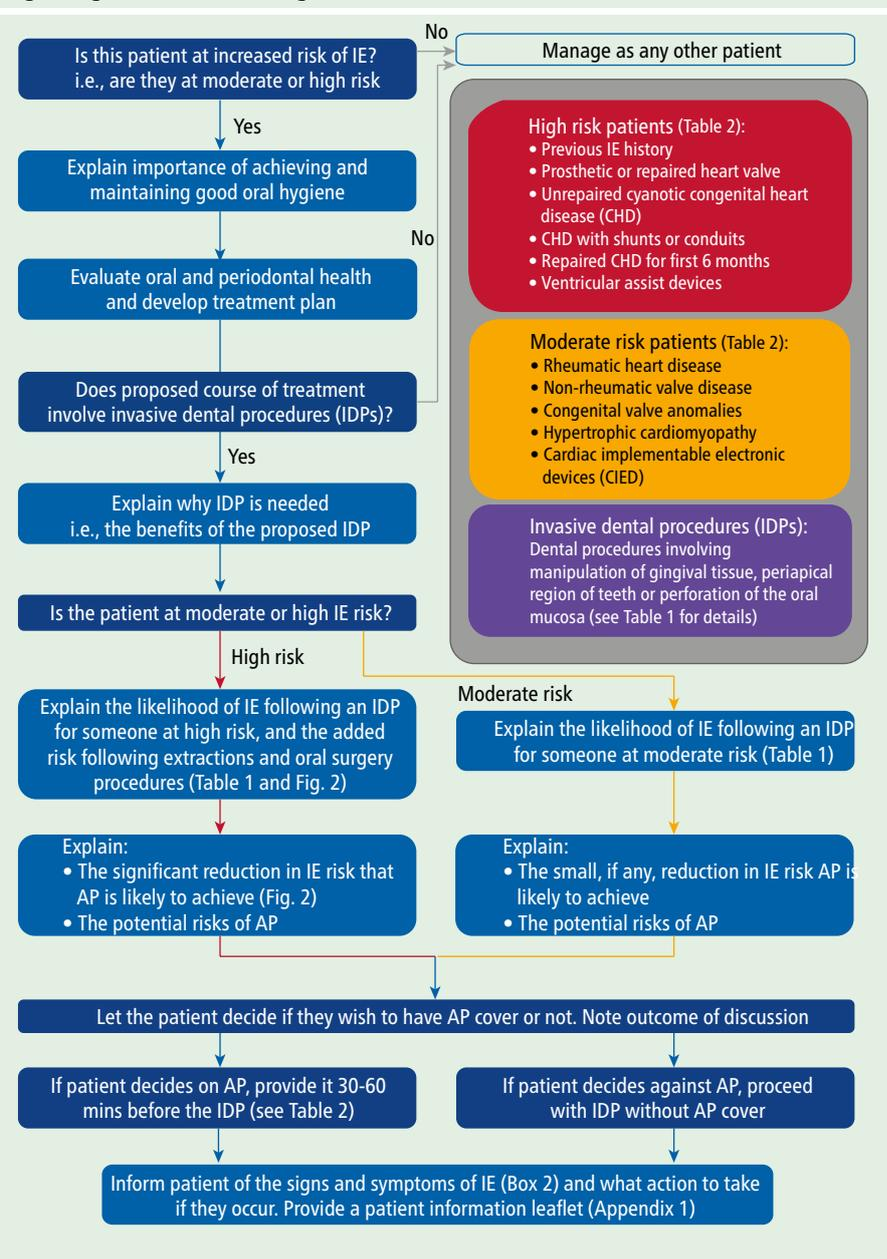 Is this patient at increased risk of IE?
i.e., are they at moderate or high risk
No
Manage as any other patient
Yes
Explain importance of achieving and
maintaining good oral hygiene
No
Evaluate oral and periodontal health
and develop treatment plan
Does proposed course of treatment
involve invasive dental procedures (IDPs)?
Yes
Explain why IDP is needed
i.e., the benefits of the proposed IDP
Is the patient at moderate or high IE risk?
High risk patients (Table 2):
• Previous IE history
• Prosthetic or repaired heart valve
• Unrepaired cyanotic congenital heart
disease (CHD)
• CHD with shunts or conduits
• Repaired CHD for first 6 months
• Ventricular assist devices
Moderate risk patients (Table 2):
• Rheumatic heart disease
• Non-rheumatic valve disease
• Congenital valve anomalies
• Hypertrophic cardiomyopathy
• Cardiac implementable electronic
devices (CIED)
Invasive dental procedures (IDPs):
Dental procedures involving
manipulation of gingival tissue, periapical
region of teeth or perforation of the oral
mucosa (see Table 1 for details)
High risk
Explain the likelihood of IE following an IDP
for someone at high risk, and the added
risk following extractions and oral surgery
procedures (Table 1 and Fig. 2)
Moderate risk
Explain the likelihood of IE following an IDP
for someone at moderate risk (Table 1)
Explain:
• The significant reduction in IE risk that
AP is likely to achieve (Fig. 2)
• The potential risks of AP
Explain:
• The small, if any, reduction in IE risk AP is
likely to achieve
• The potential risks of AP
Let the patient decide if they wish to have AP cover or not. Note outcome of discussion
If patient decides on AP, provide it 30-60
mins before the IDP (see Table 2)
If patient decides against AP, proceed
with IDP without AP cover
Inform patient of the signs and symptoms of IE (Box 2) and what action to take
if they occur. Provide a patient information leaflet (Appendix 1)